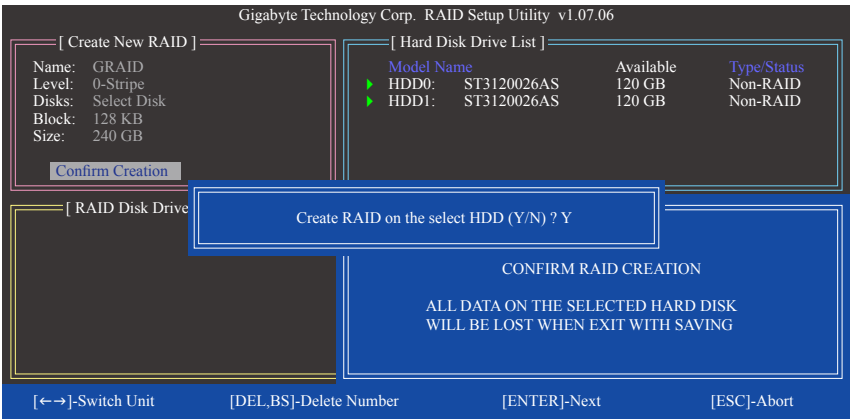 Gigabyte Technology Corp. RAID Setup Utility v1.07.06
[ Create New RAID ]
Name: GRAID
Level: 0-Stripe
Disks: Select Disk
Block: 128 KB
Size: 240 GB
Confirm Creation
[ Hard Disk Drive List ]
Model Name Available Type/Status
HDD0: ST3120026AS 120 GB Non-RAID
HDD1: ST3120026AS 120 GB Non-RAID
[ RAID Disk Drive
Create RAID on the select HDD (Y/N) ? Y
CONFIRM RAID CREATION
ALL DATA ON THE SELECTED HARD DISK
WILL BE LOST WHEN EXIT WITH SAVING
[←→]-Switch Unit [DEL,BS]-Delete Number [ENTER]-Next [ESC]-Abort